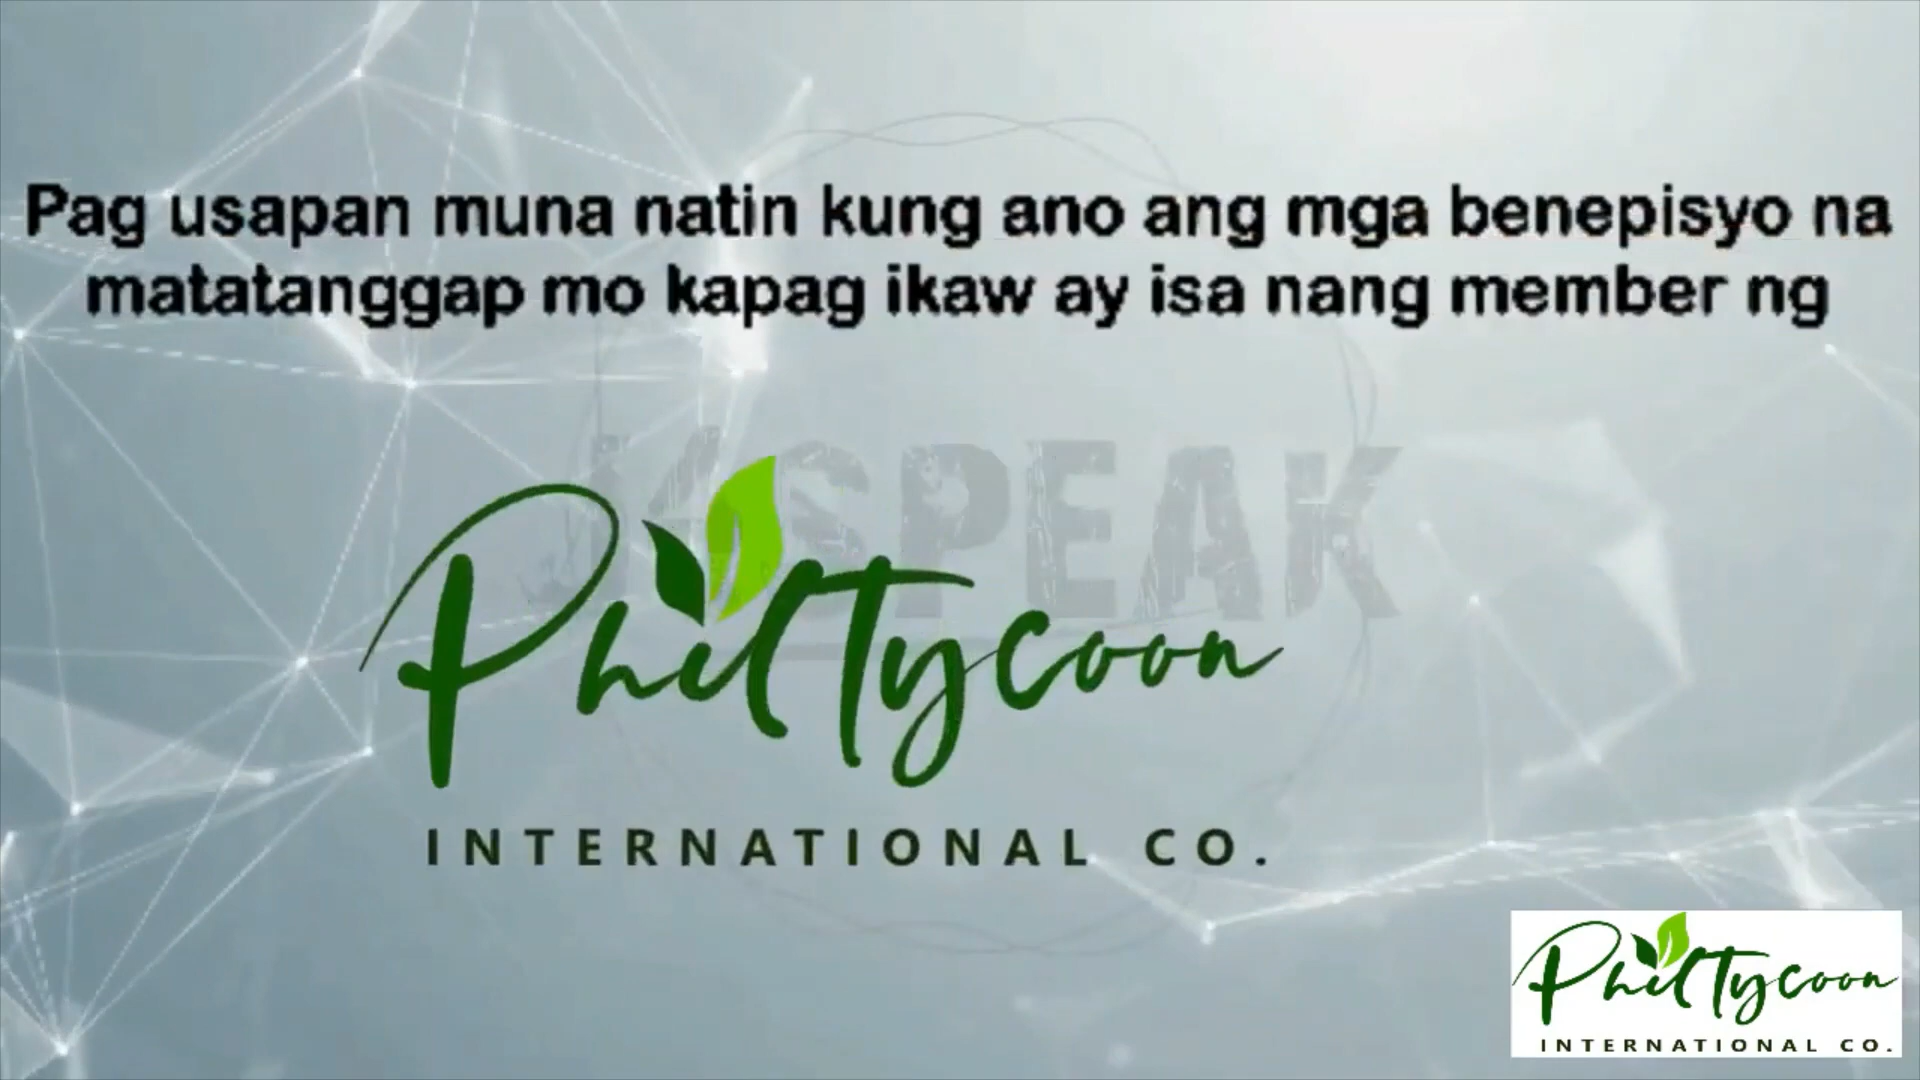 Pag usapan muna natin kung ano ang mga benepisyo na
matatanggap mo kapag ikaw ay isa nang member ng
PEAK
PhilTycoon
INTERNATIONAL CO.
PhilTycoon
INTERNATIONAL CO.